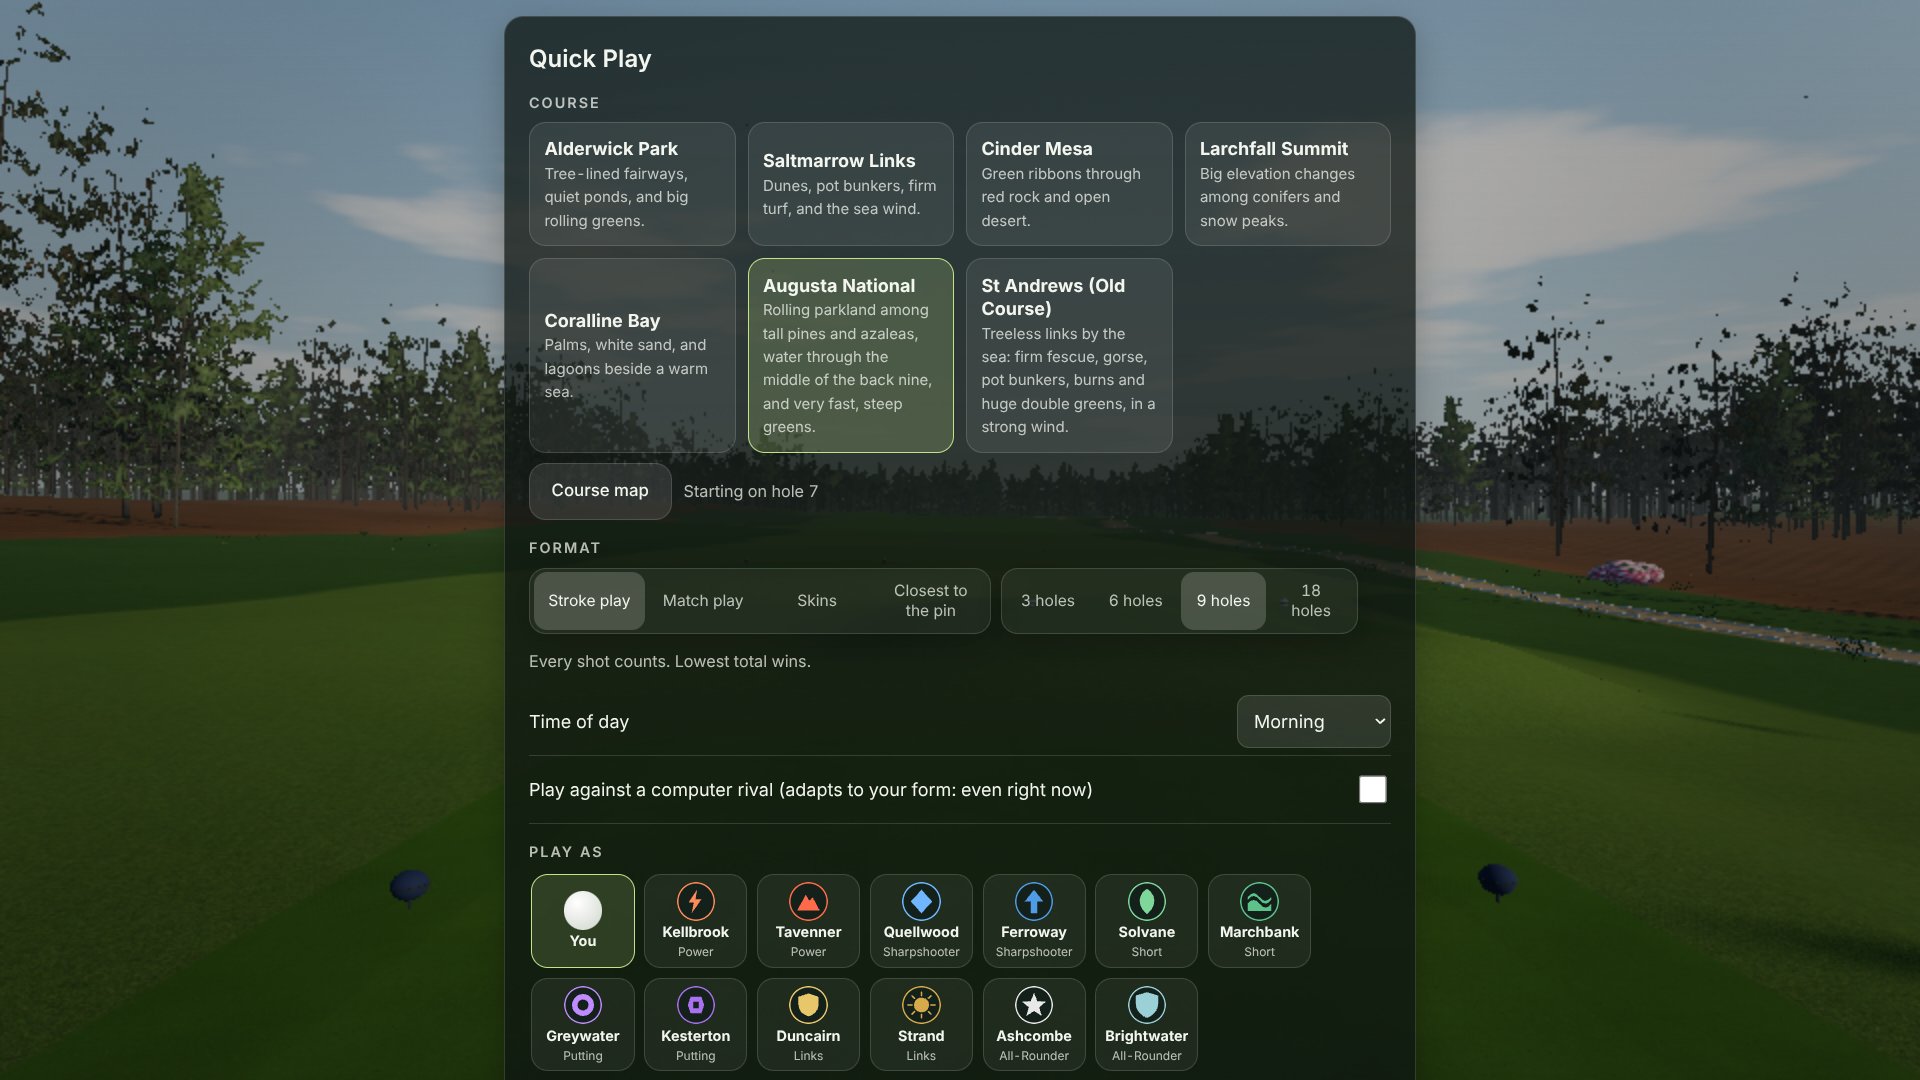 Quick Play
COURSE
Alderwick Park
Tree-lined fairways,
quiet ponds, and big
rolling greens.
Saltmarrow Links
Dunes, pot bunkers, firm
turf, and the sea wind.
Cinder Mesa
Green ribbons through
red rock and open
desert.
Larchfall Summit
Big elevation changes
among conifers and
snow peaks.
Coralline Bay
Palms, white sand, and
lagoons beside a warm
sea.
Augusta National
Rolling parkland among
tall pines and azaleas,
water through the
middle of the back nine,
and very fast, steep
greens.
St Andrews (Old
Course)
Treeless links by the
sea: firm fescue, gorse,
pot bunkers, burns and
huge double greens, in a
strong wind.
Course map
Starting on hole 7
FORMAT
Stroke play
Match play
Skins
Closest to
the pin
3 holes
6 holes
9 holes
18
holes
Every shot counts. Lowest total wins.
Time of day
Morning
Play against a computer rival (adapts to your form: even right now)
PLAY AS
You
Kellbrook
Power
Tavenner
Power
Quellwood
Sharpshooter
Ferroway
Sharpshooter
Solvane
Short
Marchbank
Short
Greywater
Putting
Kesterton
Putting
Duncairn
Links
Strand
Links
Ashcombe
All-Rounder
Brightwater
All-Rounder